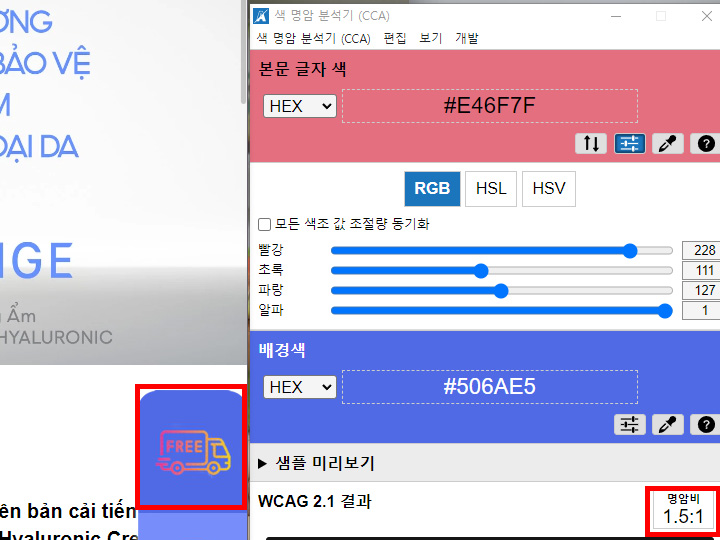 BẢO VỆ
NGE
Ẩm
HYALURONIC
FREE
ên bản cải tiến
Hyaluronic Cre
색 명암 분석기 (CCA)
색 명암 분석기 (CCA) 편집 보기 개발
본문 글자 색
HEX #E46F7F
RGB HSL HSV
모든 색조 값 조절량 동기화
빨강 228
초록 111
파랑 127
알파 1
배경색
HEX #506AE5
▶ 샘플 미리보기
WCAG 2.1 결과
명암비
1.5:1